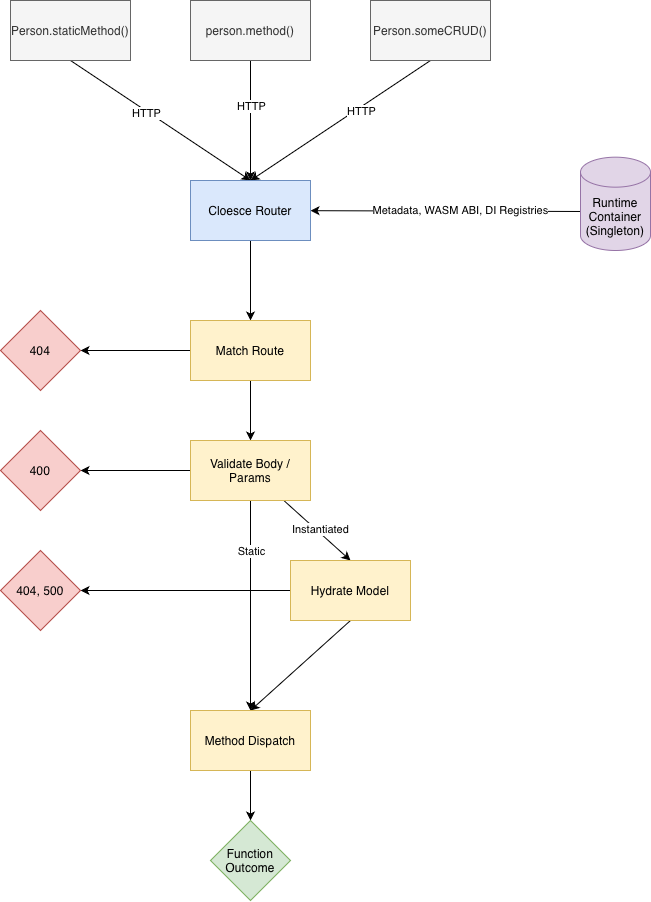 Person.staticMethod()
person.method()
Person.someCRUD()
HTTP
HTTP
HTTP
Cloesce Router
Metadata, WASM ABI, DI Registries
Runtime
Container
(Singleton)
404
Match Route
400
Validate Body /
Params
Instantiated
Static
404, 500
Hydrate Model
Method Dispatch
Function
Outcome